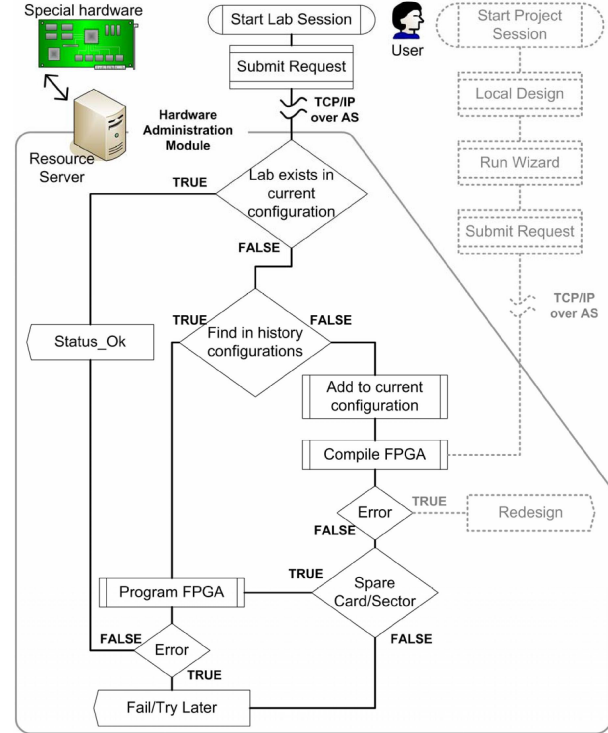 Special hardware
Start Lab Session
User
Start Project
Session
Submit Request
Local Design
TCP/IP
over AS
Hardware
Administration
Module
Resource
Server
Run Wizard
TRUE
Lab exists in
current
configuration
Submit Request
FALSE
TCP/IP
over AS
TRUE
FALSE
Status_Ok
Find in history
configurations
Add to current
configuration
Compile FPGA
Error
TRUE
Redesign
FALSE
TRUE
Spare
Card/Sector
Program FPGA
FALSE
Error
FALSE
TRUE
Fail/Try Later